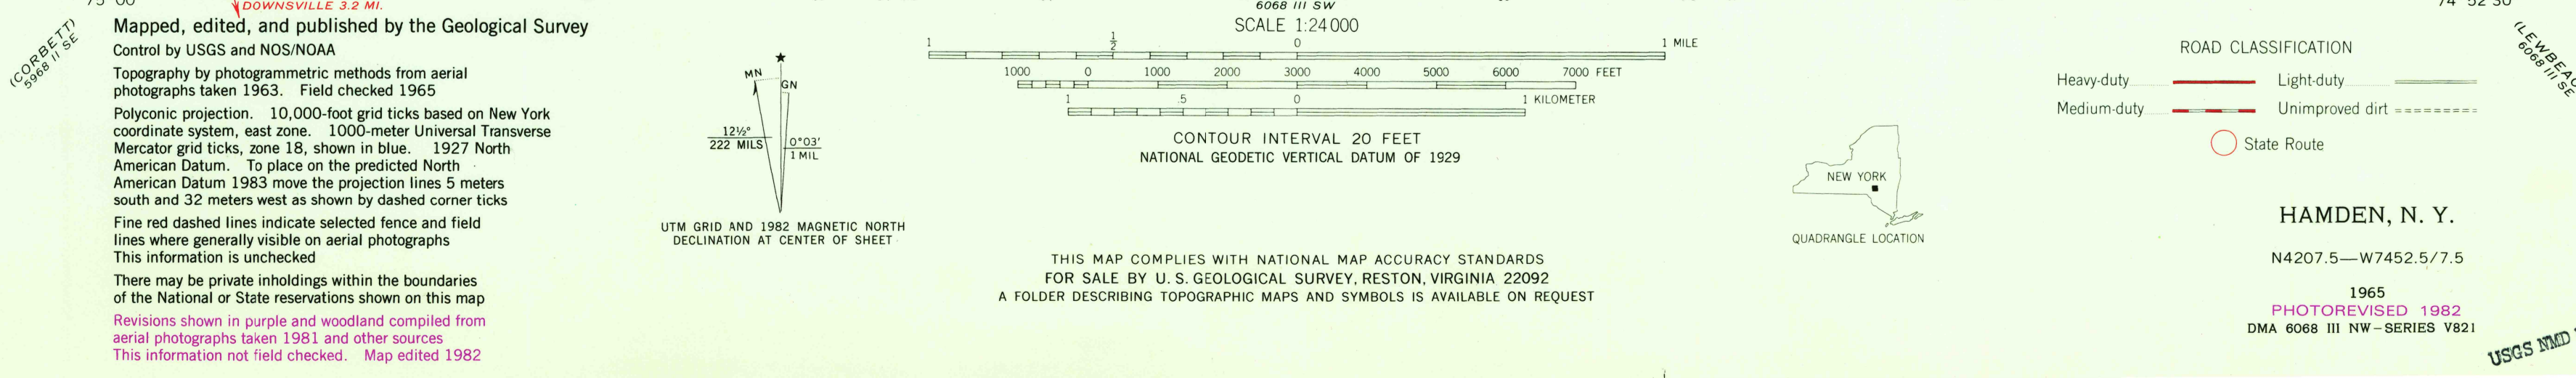 75°00'
DOWNSVILLE 3.2 MI.
(CORBETT)
5968 II SE
Mapped, edited, and published by the Geological Survey
Control by USGS and NOS/NOAA
Topography by photogrammetric methods from aerial
photographs taken 1963. Field checked 1965
Polyconic projection. 10,000-foot grid ticks based on New York
coordinate system, east zone. 1000-meter Universal Transverse
Mercator grid ticks, zone 18, shown in blue. 1927 North
American Datum. To place on the predicted North
American Datum 1983 move the projection lines 5 meters
south and 32 meters west as shown by dashed corner ticks
Fine red dashed lines indicate selected fence and field
lines where generally visible on aerial photographs
This information is unchecked
There may be private inholdings within the boundaries
of the National or State reservations shown on this map
Revisions shown in purple and woodland compiled from
aerial photographs taken 1981 and other sources
This information not field checked. Map edited 1982
★
MN
GN
12½°
222 MILS
0°03'
1 MIL
UTM GRID AND 1982 MAGNETIC NORTH
DECLINATION AT CENTER OF SHEET
6068 III SW
SCALE 1:24000
1 ½ 0 1 MILE
1000 0 1000 2000 3000 4000 5000 6000 7000 FEET
1 .5 0 1 KILOMETER
CONTOUR INTERVAL 20 FEET
NATIONAL GEODETIC VERTICAL DATUM OF 1929
THIS MAP COMPLIES WITH NATIONAL MAP ACCURACY STANDARDS
FOR SALE BY U. S. GEOLOGICAL SURVEY, RESTON, VIRGINIA 22092
A FOLDER DESCRIBING TOPOGRAPHIC MAPS AND SYMBOLS IS AVAILABLE ON REQUEST
NEW YORK
QUADRANGLE LOCATION
74°52'30"
(LEWBEAC
6068 III SE
ROAD CLASSIFICATION
Heavy-duty Light-duty
Medium-duty Unimproved dirt
State Route
HAMDEN, N. Y.
N4207.5—W7452.5/7.5
1965
PHOTOREVISED 1982
DMA 6068 III NW–SERIES V821
USGS NMD